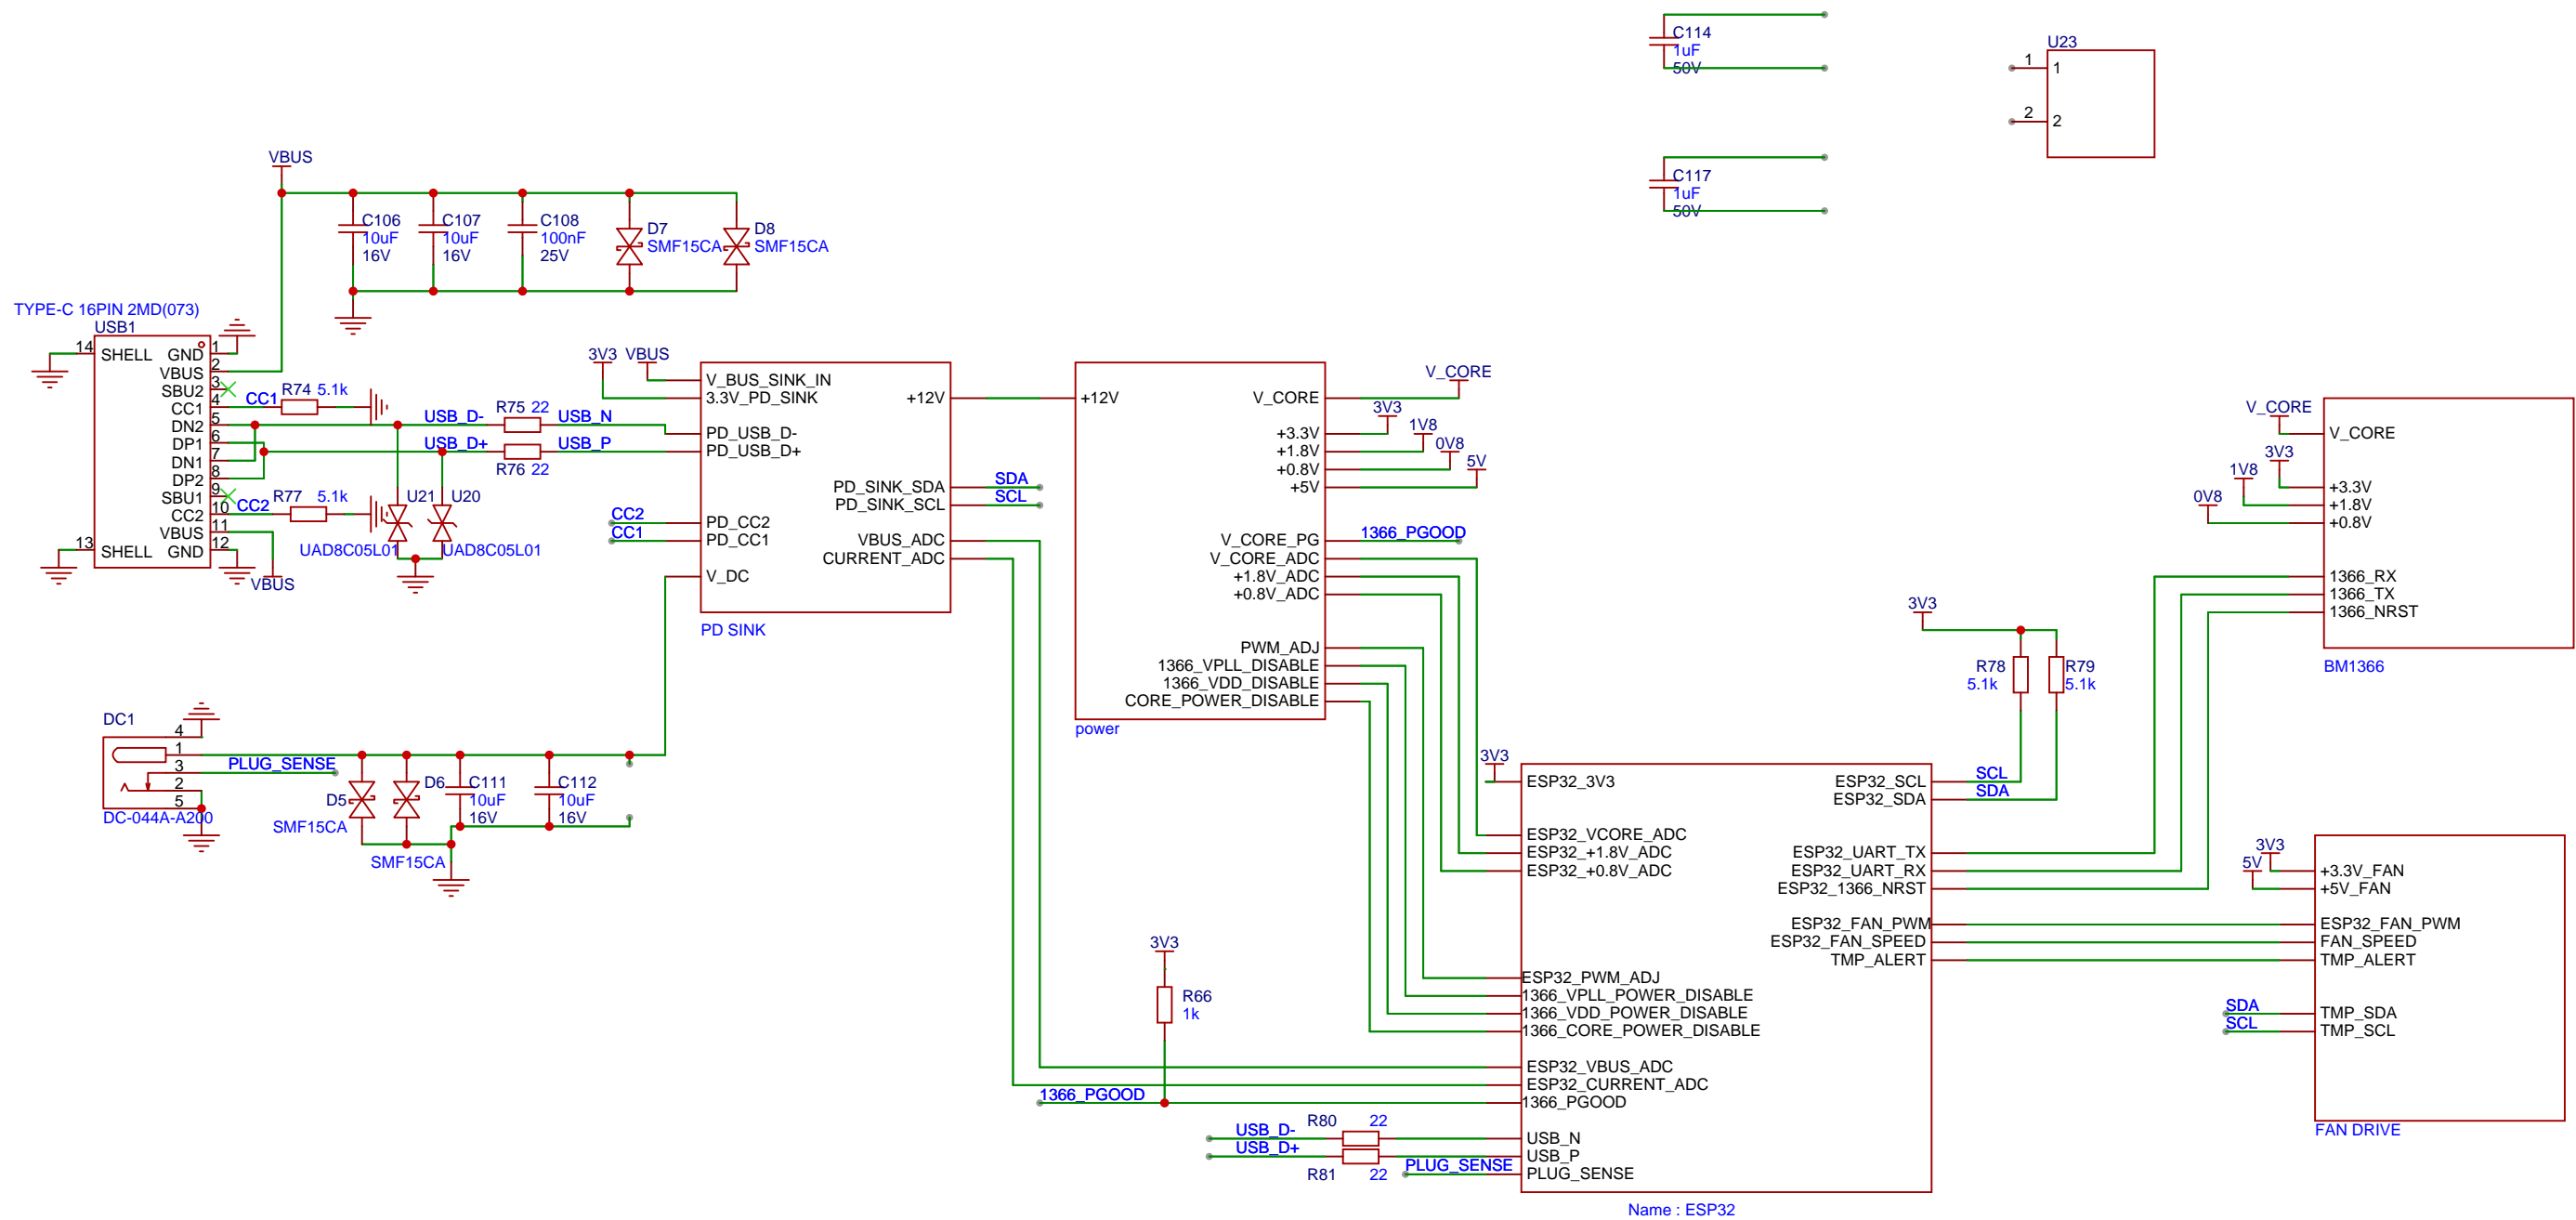 C114
1uF
50V
U23
1
1
2
2
C117
1uF
50V
VBUS
C106
10uF
16V
C107
10uF
16V
C108
100nF
25V
D7
SMF15CA
D8
SMF15CA
TYPE-C 16PIN 2MD(073)
USB1
14 SHELL
13 SHELL
GND 1
VBUS 2
SBU2 3
CC1 4
DN2 5
DP1 6
DN1 7
DP2 8
SBU1 9
CC2 10
VBUS 11
GND 12
CC1
R74 5.1k
USB_D-
R75 22
USB_N
USB_D+
R76 22
USB_P
CC2
R77 5.1k
U21
UAD8C05L01
U20
UAD8C05L01
VBUS
3V3
VBUS
V_BUS_SINK_IN
3.3V_PD_SINK
PD_USB_D-
PD_USB_D+
CC2
PD_CC2
CC1
PD_CC1
V_DC
+12V
PD_SINK_SDA
SDA
PD_SINK_SCL
SCL
VBUS_ADC
CURRENT_ADC
PD SINK
+12V
V_CORE
V_CORE
+3.3V
3V3
+1.8V
1V8
+0.8V
0V8
+5V
5V
V_CORE_PG
1366_PGOOD
V_CORE_ADC
+1.8V_ADC
+0.8V_ADC
PWM_ADJ
1366_VPLL_DISABLE
1366_VDD_DISABLE
CORE_POWER_DISABLE
power
V_CORE
V_CORE
3V3
+3.3V
1V8
+1.8V
0V8
+0.8V
1366_RX
1366_TX
1366_NRST
BM1366
3V3
R78
5.1k
R79
5.1k
DC1
4
1
3
2
5
DC-044A-A200
PLUG_SENSE
D5
SMF15CA
D6
SMF15CA
C111
10uF
16V
C112
10uF
16V
3V3
ESP32_3V3
ESP32_VCORE_ADC
ESP32_+1.8V_ADC
ESP32_+0.8V_ADC
ESP32_PWM_ADJ
1366_VPLL_POWER_DISABLE
1366_VDD_POWER_DISABLE
1366_CORE_POWER_DISABLE
ESP32_VBUS_ADC
ESP32_CURRENT_ADC
1366_PGOOD
USB_N
USB_P
PLUG_SENSE
ESP32_SCL
SCL
ESP32_SDA
SDA
ESP32_UART_TX
ESP32_UART_RX
ESP32_1366_NRST
ESP32_FAN_PWM
ESP32_FAN_SPEED
TMP_ALERT
Name : ESP32
3V3
R66
1k
1366_PGOOD
USB_D-
R80 22
USB_D+
R81 22
PLUG_SENSE
3V3
5V
+3.3V_FAN
+5V_FAN
ESP32_FAN_PWM
FAN_SPEED
TMP_ALERT
SDA
TMP_SDA
SCL
TMP_SCL
FAN DRIVE